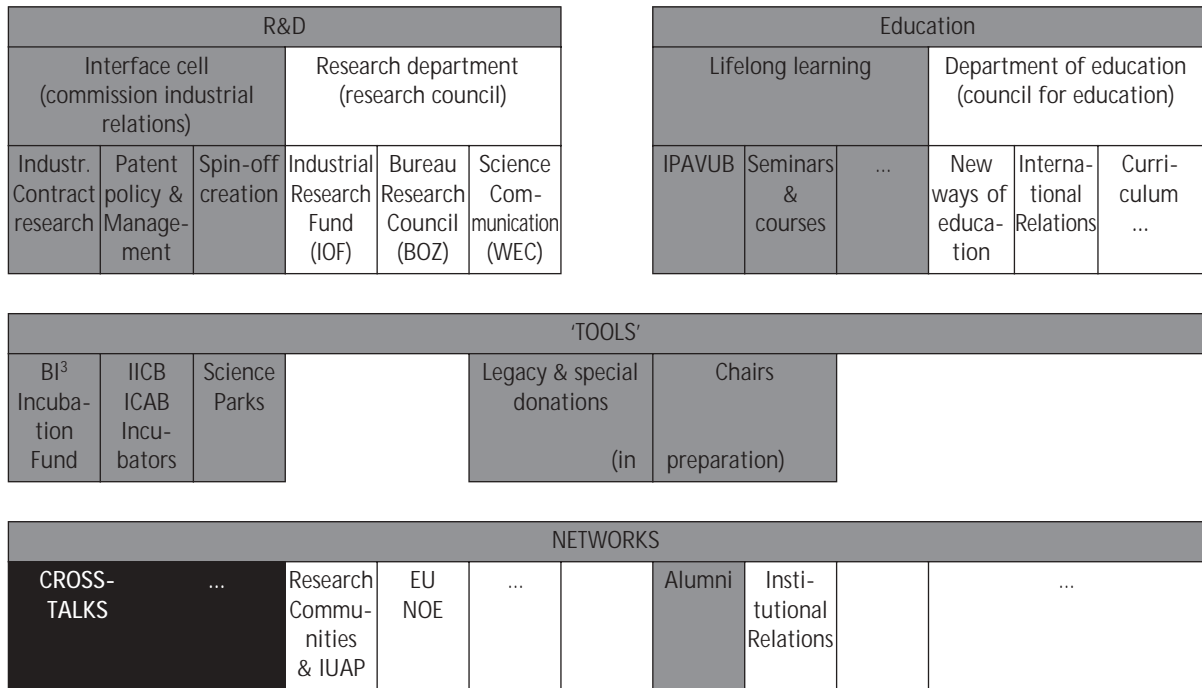 R&D
Interface cell
(commission industrial
relations)
Research department
(research council)
Industr.
Contract
research
Patent
policy &
Manage-
ment
Spin-off
creation
Industrial
Research
Fund
(IOF)
Bureau
Research
Council
(BOZ)
Science
Com-
munication
(WEC)
Education
Lifelong learning
Department of education
(council for education)
IPAVUB
Seminars
&
courses
...
New
ways of
educa-
tion
Interna-
tional
Relations
Curri-
culum
...
‘TOOLS’
BI³
Incuba-
tion
Fund
IICB
ICAB
Incu-
bators
Science
Parks
Legacy & special
donations
(in
Chairs
preparation)
NETWORKS
CROSS-
TALKS
...
Research
Commu-
nities
& IUAP
EU
NOE
...
Alumni
Insti-
tutional
Relations
...